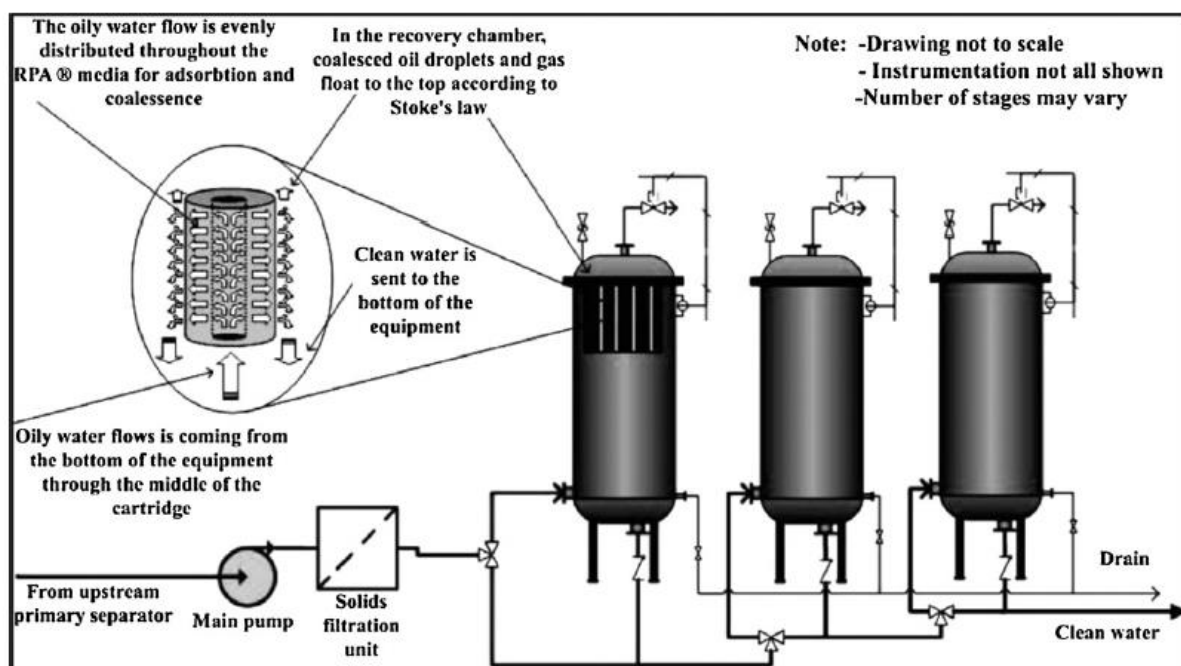 The oily water flow is evenly
distributed throughout the
RPA ® media for adsorbtion and
coalessence
In the recovery chamber,
coalesced oil droplets and gas
float to the top according to
Stoke's law
Note: -Drawing not to scale
- Instrumentation not all shown
-Number of stages may vary
Clean water is
sent to the
bottom of the
equipment
Oily water flows is coming from
the bottom of the equipment
through the middle of the
cartridge
From upstream
primary separator
Main pump
Solids
filtration
unit
Drain
Clean water